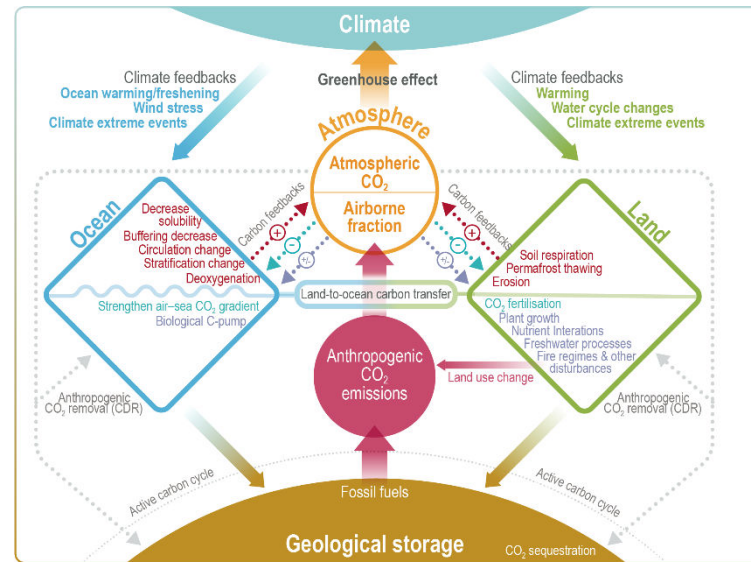 Climate
Climate feedbacks
Ocean warming/freshening
Wind stress
Climate extreme events
Greenhouse effect
Climate feedbacks
Warming
Water cycle changes
Climate extreme events
Atmosphere
Atmospheric
CO₂
Airborne
fraction
Ocean
Decrease
solubility
Buffering decrease
Circulation change
Stratification change
Deoxygenation
Strengthen air–sea CO₂ gradient
Biological C-pump
Carbon feedbacks
+
−
+/-
Carbon feedbacks
+
−
+/-
Land
Soil respiration
Permafrost thawing
Erosion
CO₂ fertilisation
Plant growth
Nutrient Interations
Freshwater processes
Fire regimes & other
disturbances
Land-to-ocean carbon transfer
Anthropogenic
CO₂
emissions
Land use change
Anthropogenic
CO₂ removal (CDR)
Anthropogenic
CO₂ removal (CDR)
Active carbon cycle
Active carbon cycle
Fossil fuels
Geological storage
CO₂ sequestration